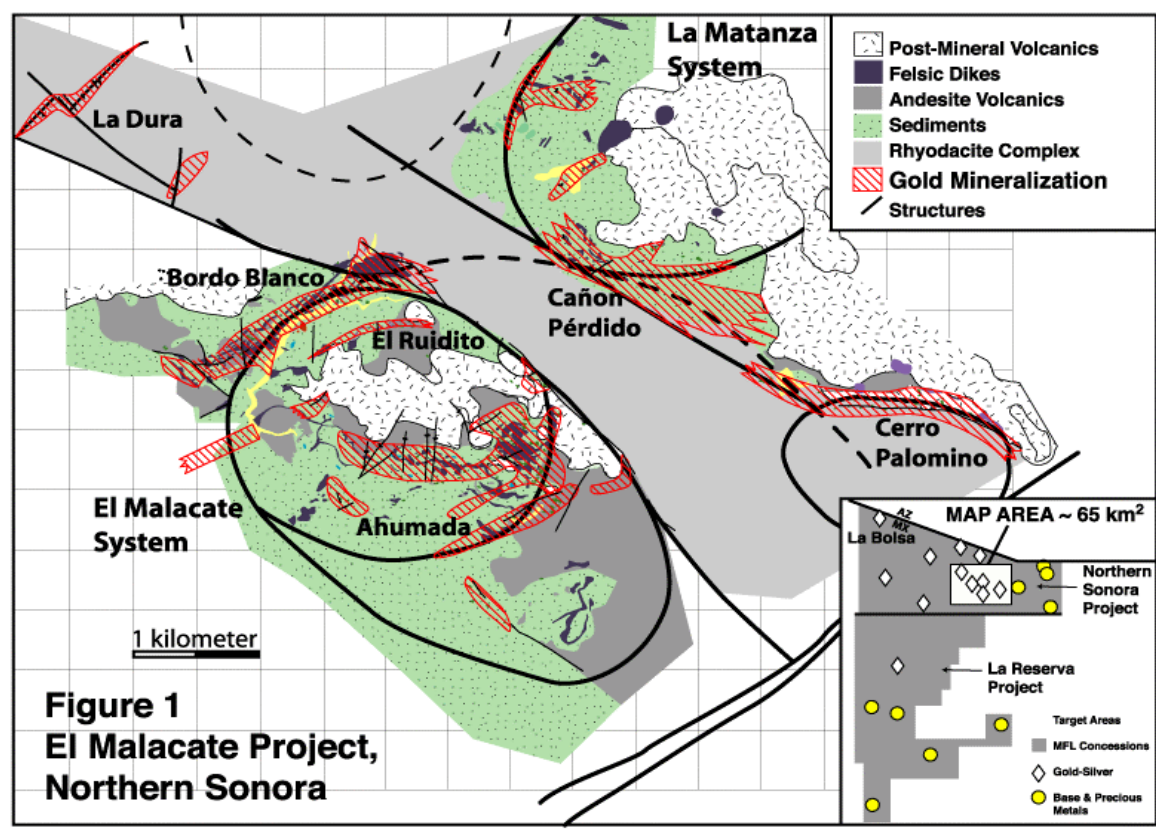 La Matanza
System
Post-Mineral Volcanics
Felsic Dikes
Andesite Volcanics
Sediments
Rhyodacite Complex
Gold Mineralization
Structures
La Dura
Bordo Blanco
Cañon
Pérdido
El Ruidito
Cerro
Palomino
El Malacate
System
Ahumada
1 kilometer
Figure 1
El Malacate Project,
Northern Sonora
MAP AREA ~ 65 km²
AZ
MX
La Bolsa
Northern
Sonora
Project
La Reserva
Project
Target Areas
MFL Concessions
Gold-Silver
Base & Precious
Metals